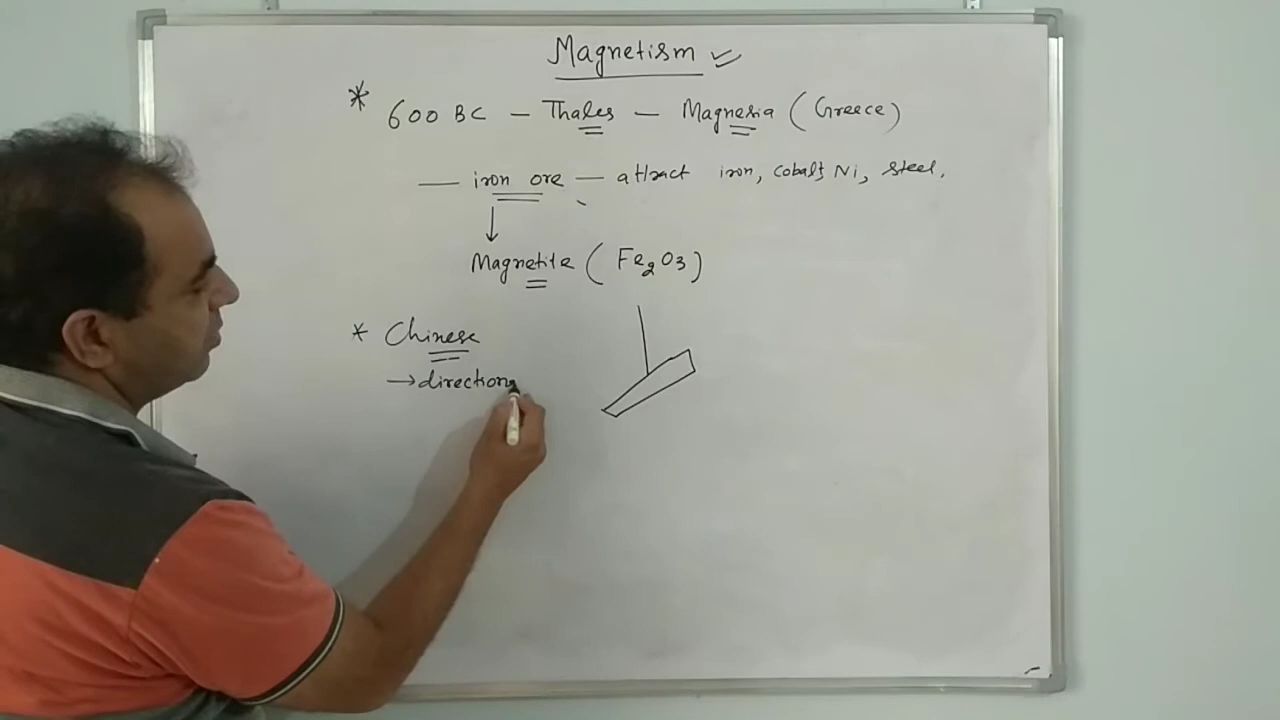 Magnetism
* 600 BC — Thales — Magnesia (Greece)
— iron ore — attract iron, cobalt, Ni, steel.
Magnetite (Fe2O3)
* Chinese
→ directions